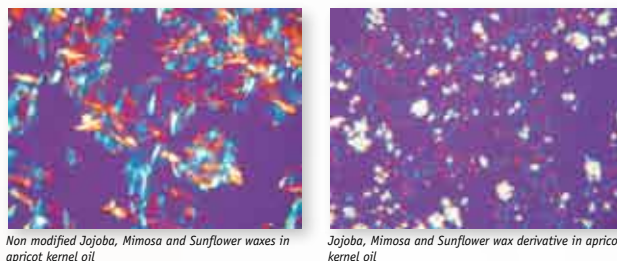 Non modified Jojoba, Mimosa and Sunflower waxes in
apricot kernel oil
Jojoba, Mimosa and Sunflower wax derivative in aprico
kernel oil